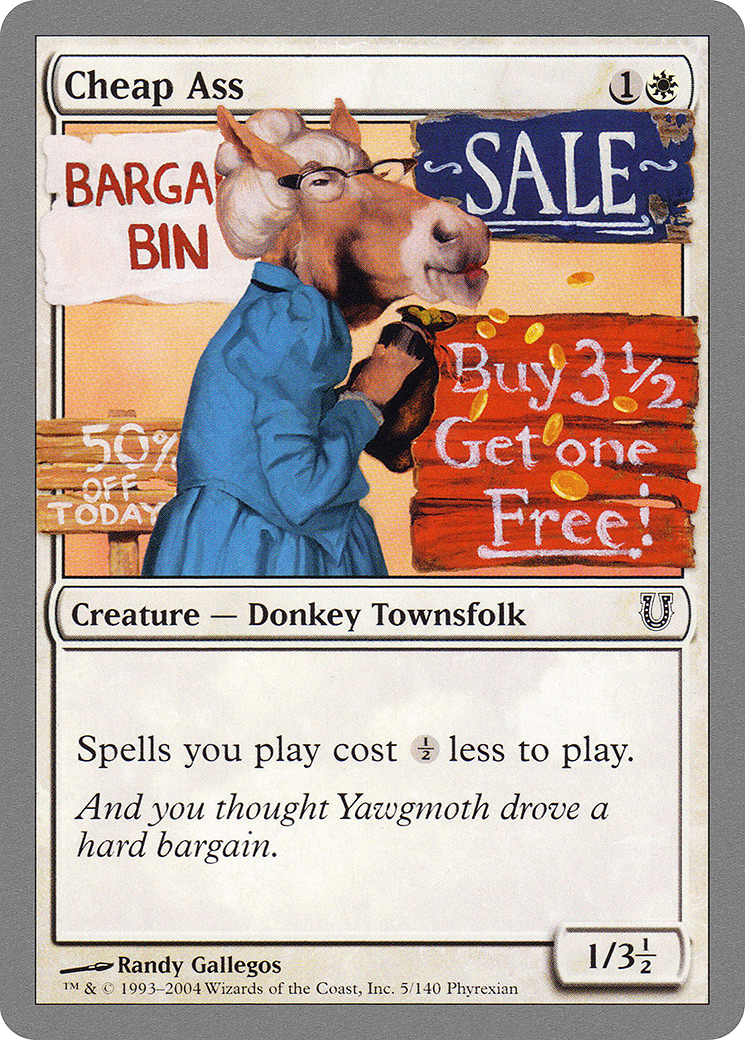 Cheap Ass
1
BARGA
BIN
SALE
Buy 3 1/2
Get one
Free!
50%
OFF
TODAY
Creature — Donkey Townsfolk
Spells you play cost ½ less to play.
And you thought Yawgmoth drove a
hard bargain.
1/3½
Randy Gallegos
™ & © 1993–2004 Wizards of the Coast, Inc. 5/140 Phyrexian